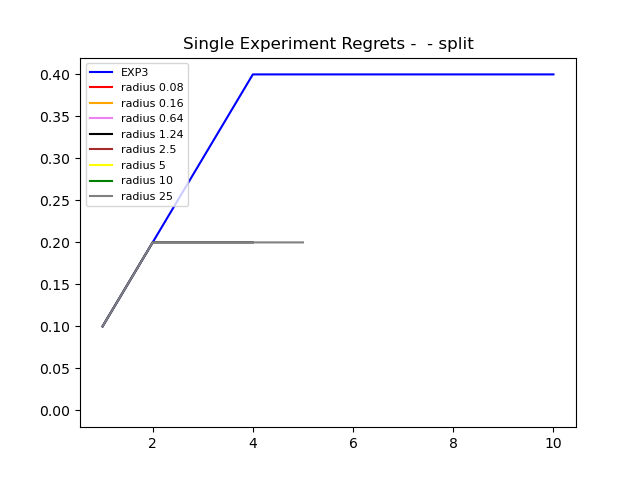 Single Experiment Regrets -  - split
EXP3
radius 0.08
radius 0.16
radius 0.64
radius 1.24
radius 2.5
radius 5
radius 10
radius 25
0.40
0.35
0.30
0.25
0.20
0.15
0.10
0.05
0.00
2 4 6 8 10